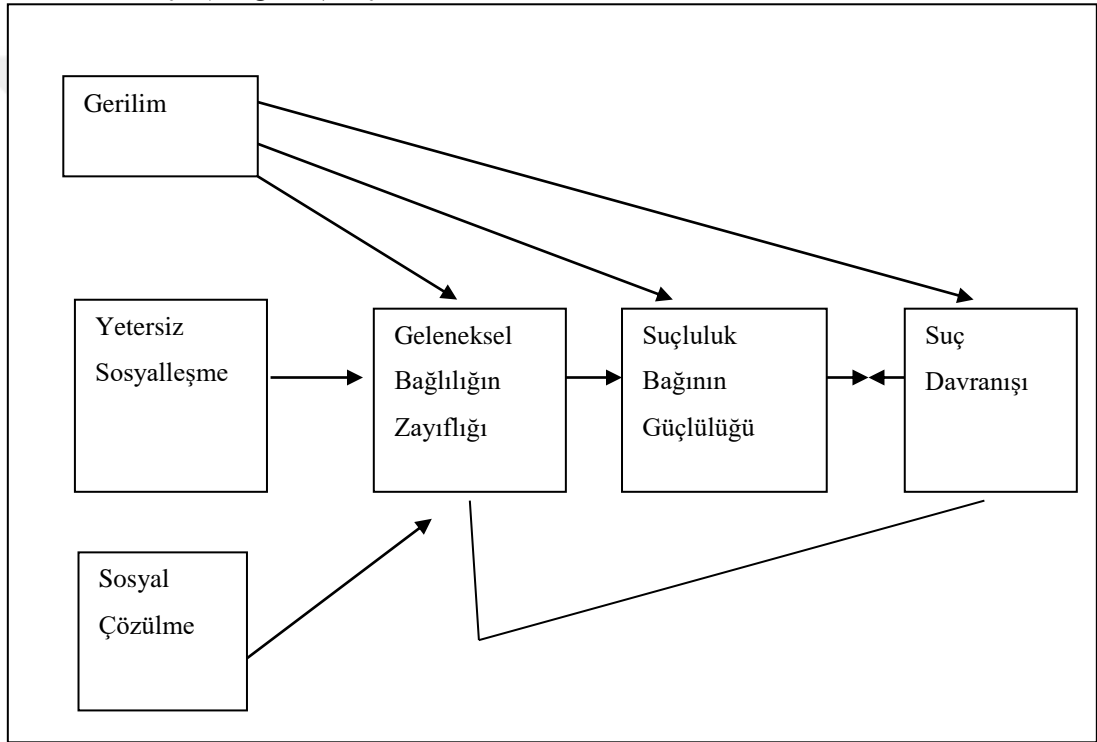 Gerilim
Yetersiz
Sosyalleşme
Geleneksel
Bağlılığın
Zayıflığı
Suçluluk
Bağının
Güçlülüğü
Suç
Davranışı
Sosyal
Çözülme